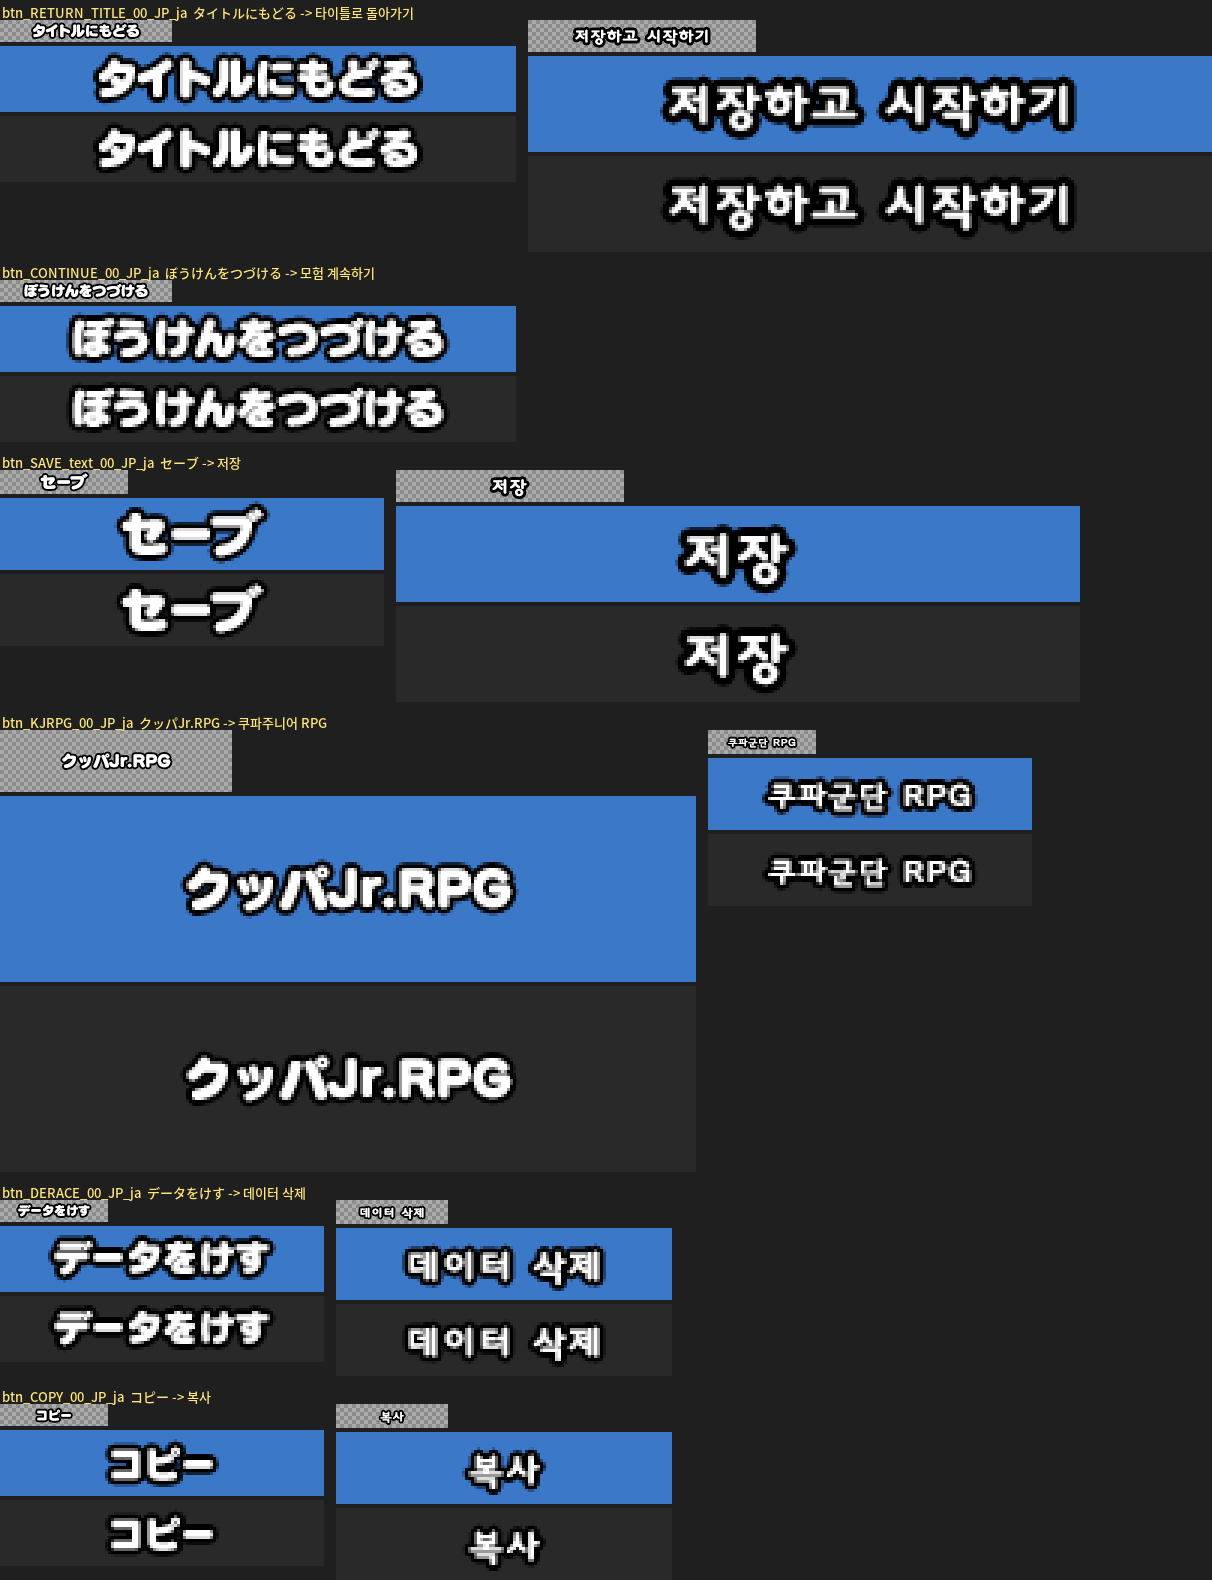 btn_RETURN_TITLE_00_JP_ja タイトルにもどる -> 타이틀로 돌아가기
タイトルにもどる
저장하고 시작하기
タイトルにもどる
저장하고 시작하기
タイトルにもどる
저장하고 시작하기
btn_CONTINUE_00_JP_ja ぼうけんをつづける -> 모험 계속하기
ぼうけんをつづける
ぼうけんをつづける
ぼうけんをつづける
btn_SAVE_text_00_JP_ja セーブ -> 저장
セーブ
저장
セーブ
저장
セーブ
저장
btn_KJRPG_00_JP_ja クッパJr.RPG -> 쿠파주니어 RPG
クッパJr.RPG
쿠파군단 RPG
クッパJr.RPG
쿠파군단 RPG
クッパJr.RPG
쿠파군단 RPG
btn_DERACE_00_JP_ja データをけす -> 데이터 삭제
データをけす
데이터 삭제
データをけす
데이터 삭제
データをけす
데이터 삭제
btn_COPY_00_JP_ja コピー -> 복사
コピー
복사
コピー
복사
コピー
복사